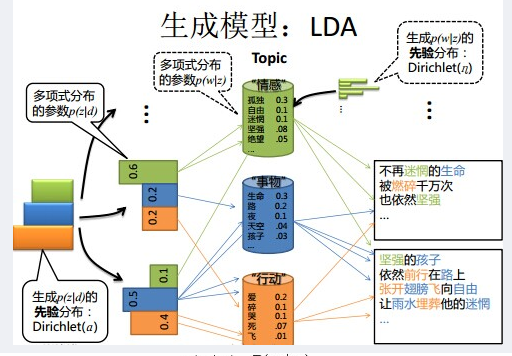 生成模型：LDA
Topic
多项式分布
的参数p(w|z)
生成p(w|z)的
先验分布：
Dirichlet(η)
多项式分布
的参数p(z|d)
...
...
"情感"
孤独 0.3
自由 0.1
迷惘 0.1
坚强 .08
绝望 .05
...
0.6
0.2
0.2
"事物"
生命 0.3
路 0.2
夜 0.1
天空 .04
孩子 .03
...
不再迷惘的生命
被燃碎千万次
也依然坚强
...
0.1
0.5
0.4
"行动"
爱 0.2
碎 0.1
哭 0.1
死 .07
飞 .01
坚强的孩子
依然前行在路上
张开翅膀飞向自由
让雨水埋葬他的迷惘
...
生成p(z|d)的
先验分布：
Dirichlet(α)